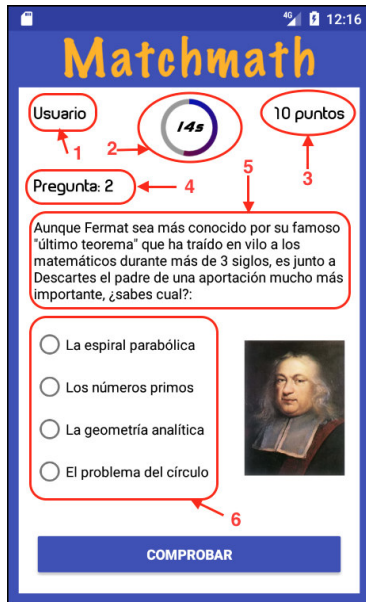 4G 12:16
Matchmath
Usuario
14s
10 puntos
1
2
3
Pregunta: 2
4
5
Aunque Fermat sea más conocido por su famoso
"último teorema" que ha traído en vilo a los
matemáticos durante más de 3 siglos, es junto a
Descartes el padre de una aportación mucho más
importante, ¿sabes cual?:
La espiral parabólica
Los números primos
La geometría analítica
El problema del círculo
6
COMPROBAR